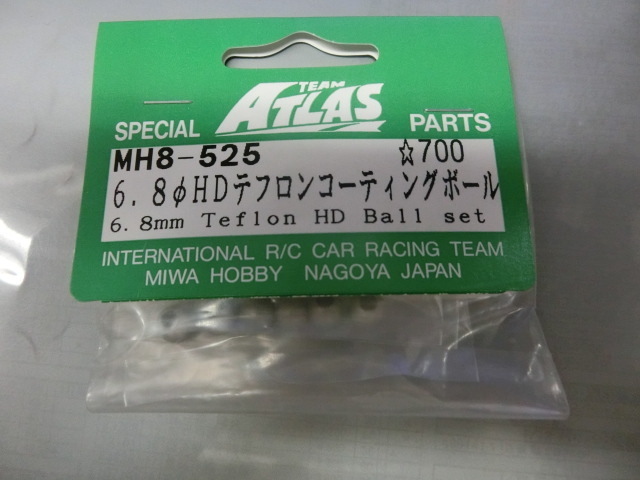 TEAM
ATLAS
SPECIAL PARTS
MH8-525 ☆700
6.8φHDテフロンコーティングボール
6.8mm Teflon HD Ball set
INTERNATIONAL R/C CAR RACING TEAM
MIWA HOBBY NAGOYA JAPAN